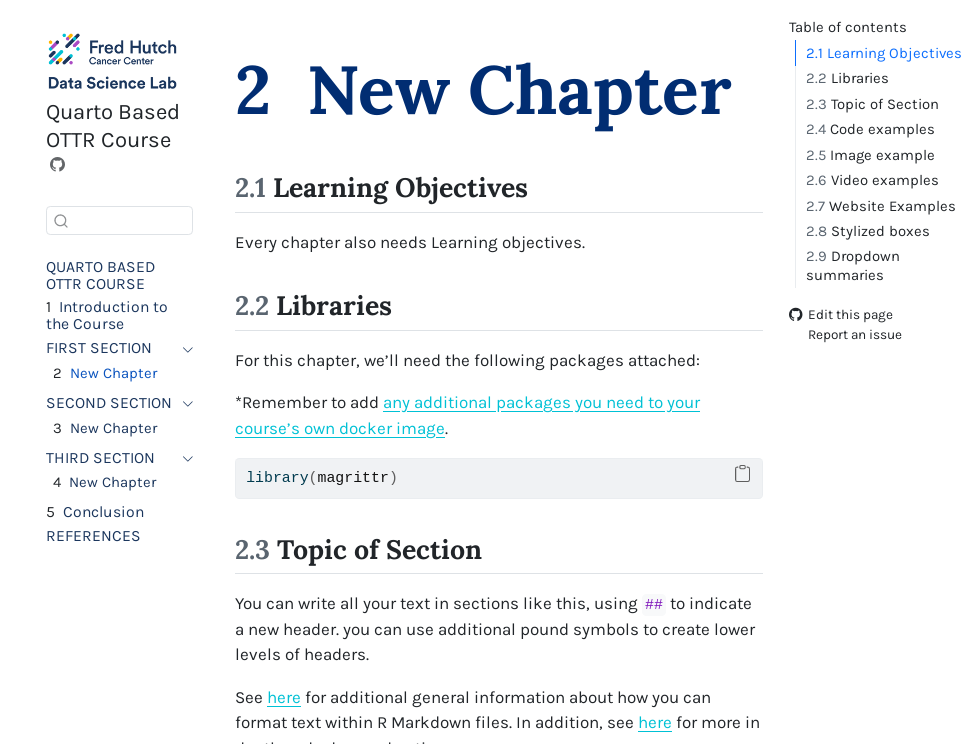 Fred Hutch
Cancer Center
Data Science Lab
Quarto Based
OTTR Course
QUARTO BASED
OTTR COURSE
1 Introduction to
the Course
FIRST SECTION
2 New Chapter
SECOND SECTION
3 New Chapter
THIRD SECTION
4 New Chapter
5 Conclusion
REFERENCES
2 New Chapter
2.1 Learning Objectives
Every chapter also needs Learning objectives.
2.2 Libraries
For this chapter, we’ll need the following packages attached:
*Remember to add any additional packages you need to your
course’s own docker image.
library(magrittr)
2.3 Topic of Section
You can write all your text in sections like this, using ## to indicate
a new header. you can use additional pound symbols to create lower
levels of headers.
See here for additional general information about how you can
format text within R Markdown files. In addition, see here for more in
Table of contents
2.1 Learning Objectives
2.2 Libraries
2.3 Topic of Section
2.4 Code examples
2.5 Image example
2.6 Video examples
2.7 Website Examples
2.8 Stylized boxes
2.9 Dropdown
summaries
Edit this page
Report an issue